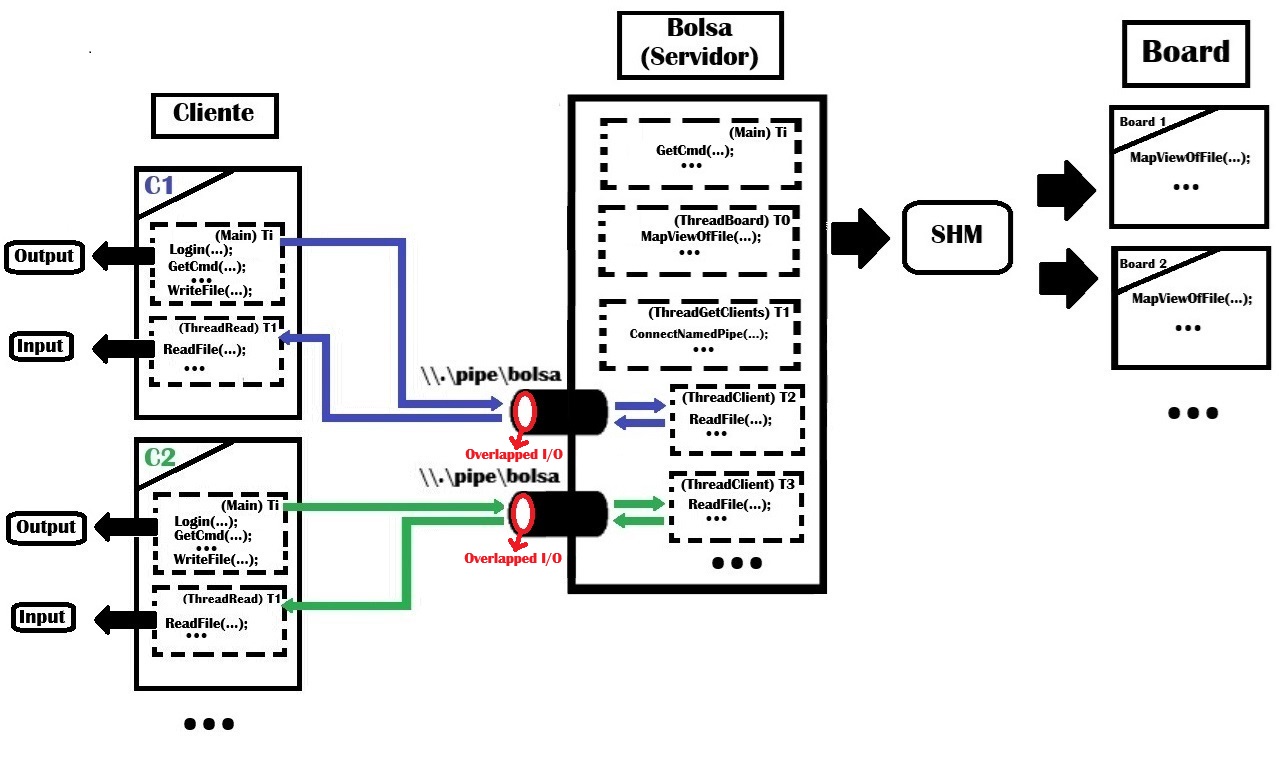 Cliente
C1
(Main) Ti
Login(...);
GetCmd(...);
...
WriteFile(...);
Output
(ThreadRead) T1
ReadFile(...);
...
Input
C2
(Main) Ti
Login(...);
GetCmd(...);
...
WriteFile(...);
Output
(ThreadRead) T1
ReadFile(...);
...
Input
...
\\.\pipe\bolsa
Overlapped I/O
\\.\pipe\bolsa
Overlapped I/O
Bolsa
(Servidor)
(Main) Ti
GetCmd(...);
...
(ThreadBoard) T0
MapViewOfFile(...);
...
(ThreadGetClients) T1
ConnectNamedPipe(...);
...
(ThreadClient) T2
ReadFile(...);
...
(ThreadClient) T3
ReadFile(...);
...
...
SHM
Board
Board 1
MapViewOfFile(...);
...
Board 2
MapViewOfFile(...);
...
...